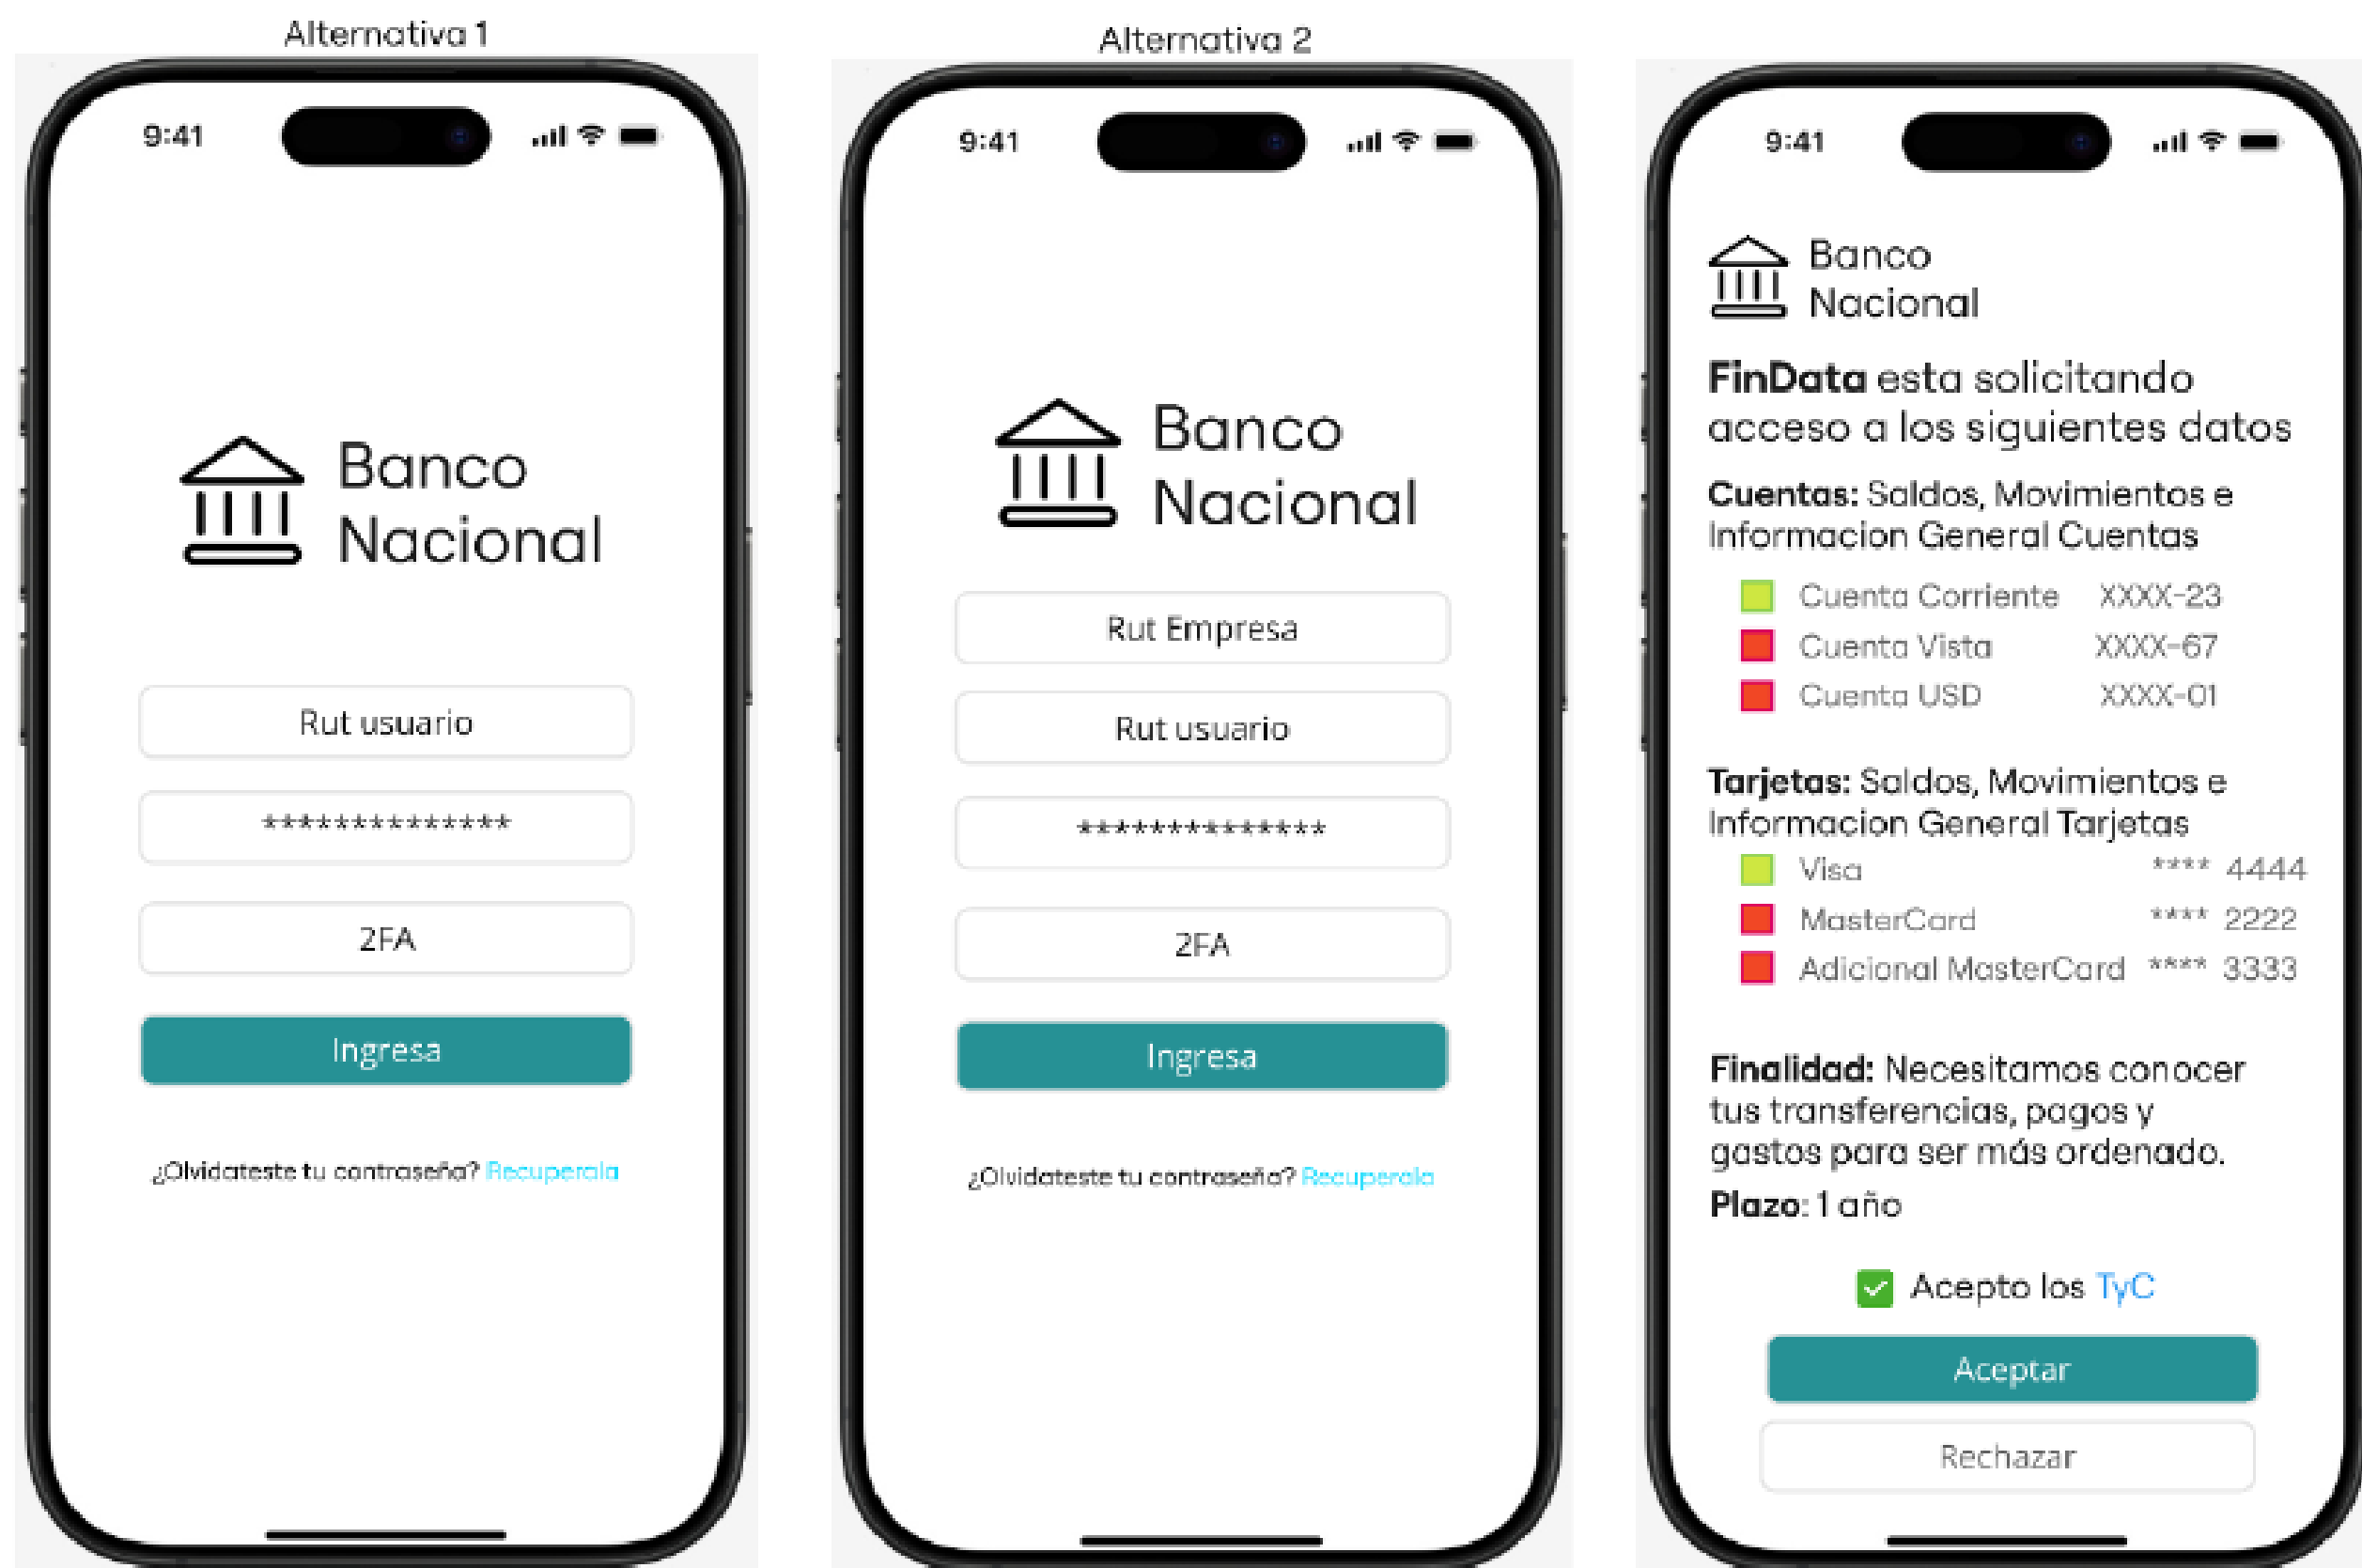 Alternativa 1
9:41
Banco
Nacional
Rut usuario
**************
2FA
Ingresa
¿Olvidateste tu contraseña? Recuperala
Alternativa 2
9:41
Banco
Nacional
Rut Empresa
Rut usuario
**************
2FA
Ingresa
¿Olvidateste tu contraseña? Recuperala
9:41
Banco
Nacional
FinData esta solicitando
acceso a los siguientes datos
Cuentas: Saldos, Movimientos e
Informacion General Cuentas
Cuenta Corriente XXXX-23
Cuenta Vista XXXX-67
Cuenta USD XXXX-01
Tarjetas: Saldos, Movimientos e
Informacion General Tarjetas
Visa **** 4444
MasterCard **** 2222
Adicional MasterCard **** 3333
Finalidad: Necesitamos conocer
tus transferencias, pagos y
gastos para ser más ordenado.
Plazo: 1 año
Acepto los TyC
Aceptar
Rechazar